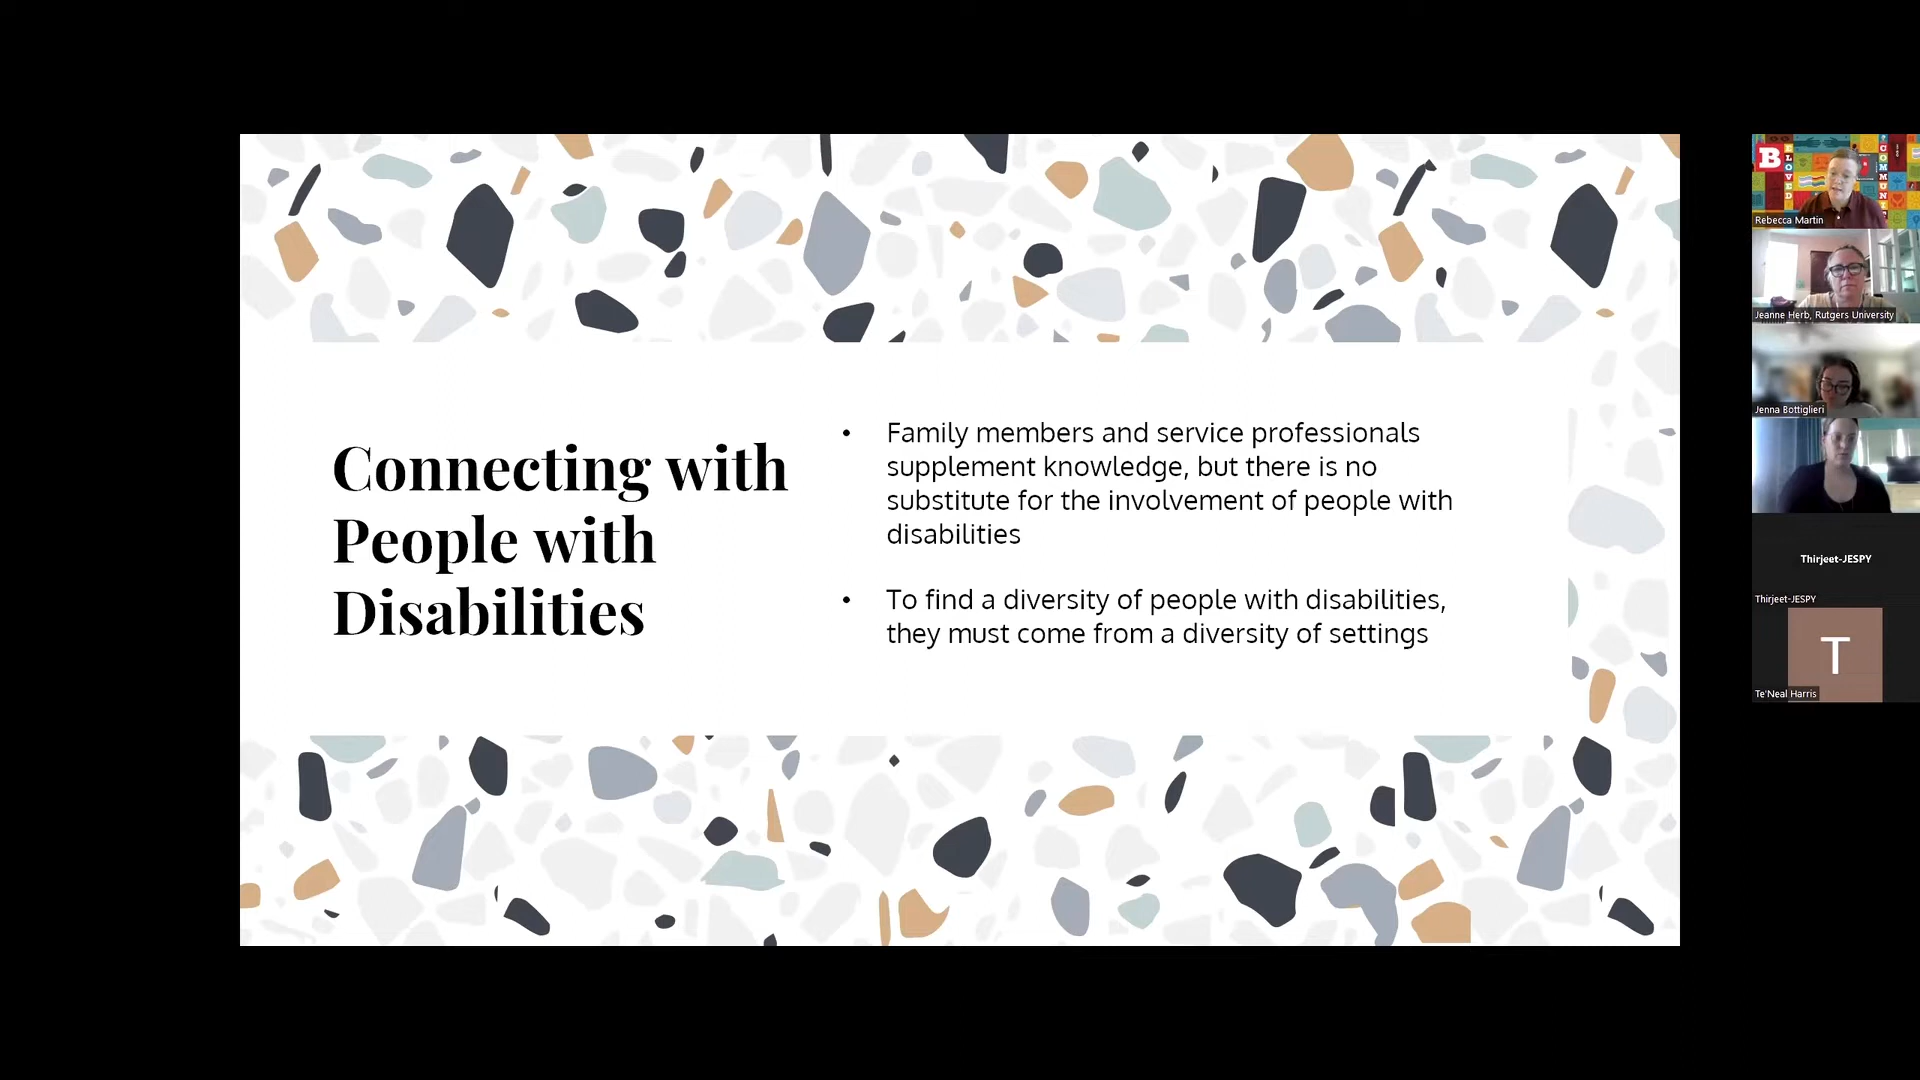 Connecting with
People with
Disabilities
• Family members and service professionals
supplement knowledge, but there is no
substitute for the involvement of people with
disabilities
• To find a diversity of people with disabilities,
they must come from a diversity of settings
B
Rebecca Martin
Jeanne Herb, Rutgers University
Jenna Bottiglieri
Thirjeet-JESPY
Thirjeet-JESPY
T
Te'Neal Harris